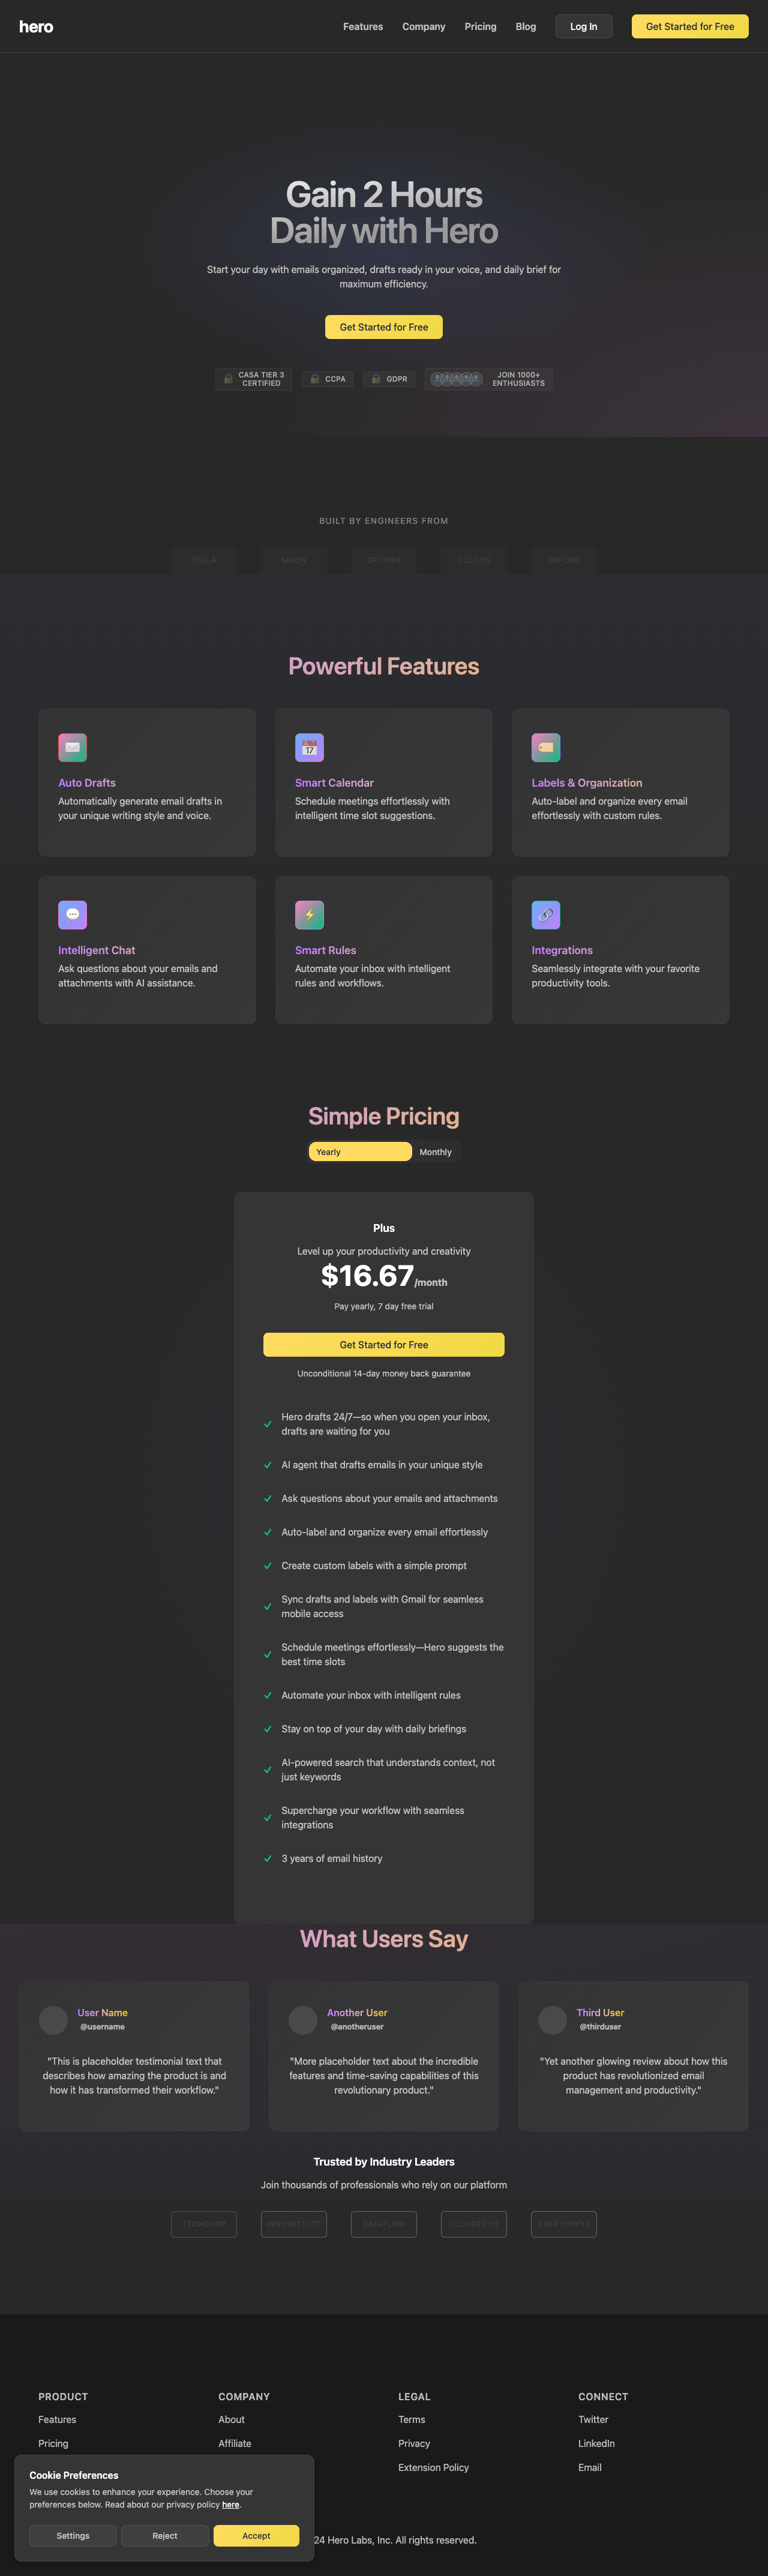 hero
Features
Company
Pricing
Blog
Log In
Get Started for Free
Gain 2 Hours
Daily with Hero
Start your day with emails organized, drafts ready in your voice, and daily brief for
maximum efficiency.
Get Started for Free
CASA TIER 3
CERTIFIED
CCPA
GDPR
JOIN 1000+
ENTHUSIASTS
BUILT BY ENGINEERS FROM
TESLA
MOON
OPTIVER
OCULUS
OXFORD
Powerful Features
Auto Drafts
Automatically generate email drafts in
your unique writing style and voice.
17
Smart Calendar
Schedule meetings effortlessly with
intelligent time slot suggestions.
Labels & Organization
Auto-label and organize every email
effortlessly with custom rules.
Intelligent Chat
Ask questions about your emails and
attachments with AI assistance.
Smart Rules
Automate your inbox with intelligent
rules and workflows.
Integrations
Seamlessly integrate with your favorite
productivity tools.
Simple Pricing
Yearly
Monthly
Plus
Level up your productivity and creativity
$16.67/month
Pay yearly, 7 day free trial
Get Started for Free
Unconditional 14-day money back guarantee
Hero drafts 24/7—so when you open your inbox,
drafts are waiting for you
AI agent that drafts emails in your unique style
Ask questions about your emails and attachments
Auto-label and organize every email effortlessly
Create custom labels with a simple prompt
Sync drafts and labels with Gmail for seamless
mobile access
Schedule meetings effortlessly—Hero suggests the
best time slots
Automate your inbox with intelligent rules
Stay on top of your day with daily briefings
AI-powered search that understands context, not
just keywords
Supercharge your workflow with seamless
integrations
3 years of email history
What Users Say
User Name
@username
"This is placeholder testimonial text that
describes how amazing the product is and
how it has transformed their workflow."
Another User
@anotheruser
"More placeholder text about the incredible
features and time-saving capabilities of this
revolutionary product."
Third User
@thirduser
"Yet another glowing review about how this
product has revolutionized email
management and productivity."
Trusted by Industry Leaders
Join thousands of professionals who rely on our platform
TECHCORP
INNOVATELTD
DATAFLOW
CLOUDTECH
STARTUPXYZ
PRODUCT
Features
Pricing
COMPANY
About
Affiliate
LEGAL
Terms
Privacy
Extension Policy
CONNECT
Twitter
LinkedIn
Email
Cookie Preferences
We use cookies to enhance your experience. Choose your
preferences below. Read about our privacy policy here.
Settings
Reject
Accept
24 Hero Labs, Inc. All rights reserved.